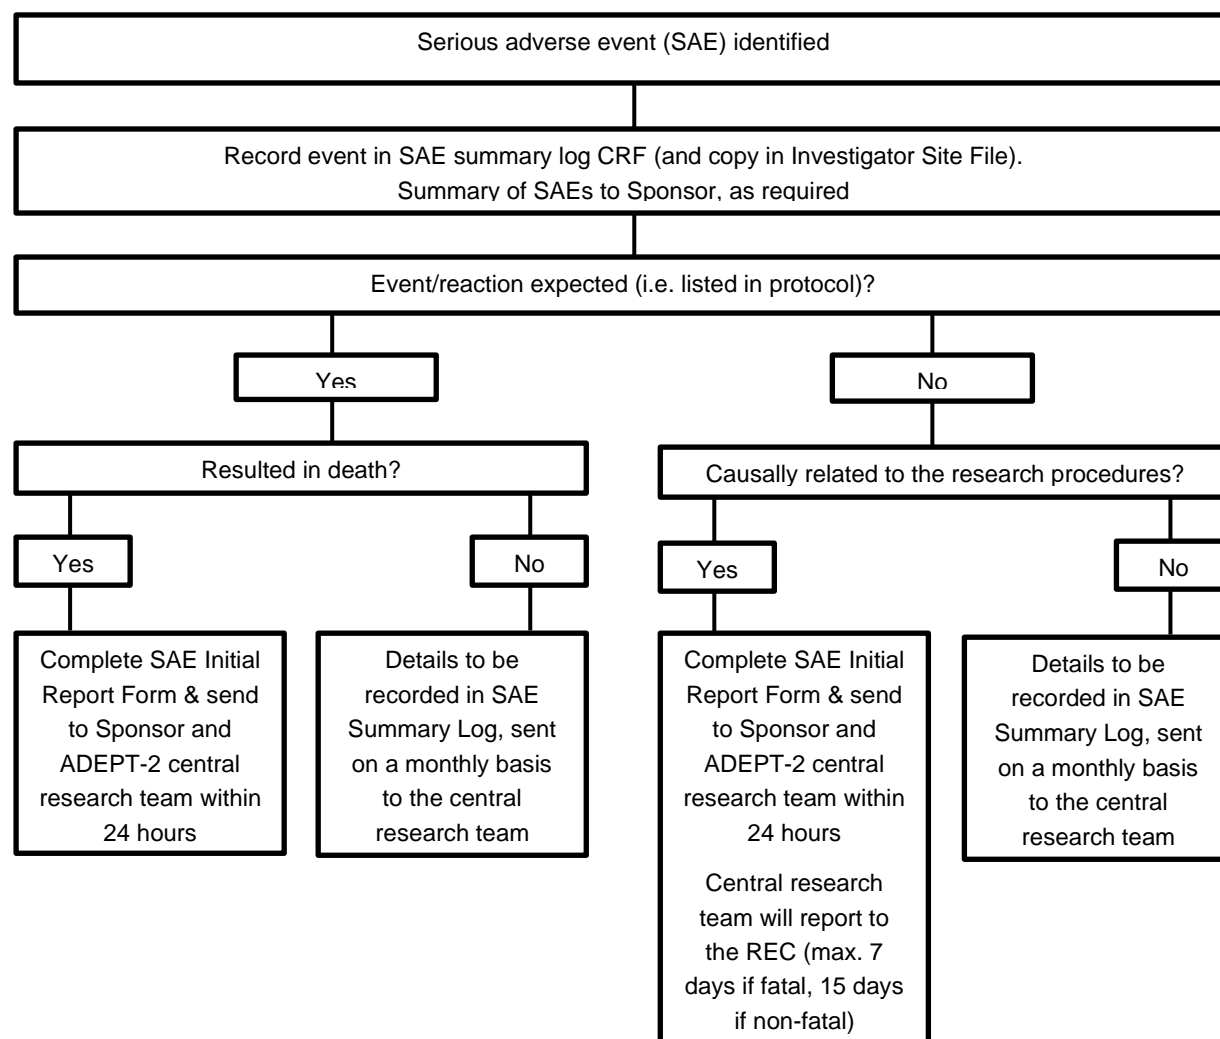 Serious adverse event (SAE) identified
Record event in SAE summary log CRF (and copy in Investigator Site File).
Summary of SAEs to Sponsor, as required
Event/reaction expected (i.e. listed in protocol)?
Yes
No
Resulted in death?
Causally related to the research procedures?
Yes
No
Yes
No
Complete SAE Initial
Report Form & send
to Sponsor and
ADEPT-2 central
research team within
24 hours
Details to be
recorded in SAE
Summary Log, sent
on a monthly basis
to the central
research team
Complete SAE Initial
Report Form & send
to Sponsor and
ADEPT-2 central
research team within
24 hours
Central research
team will report to
the REC (max. 7
days if fatal, 15 days
if non-fatal)
Details to be
recorded in SAE
Summary Log, sent
on a monthly basis
to the central
research team